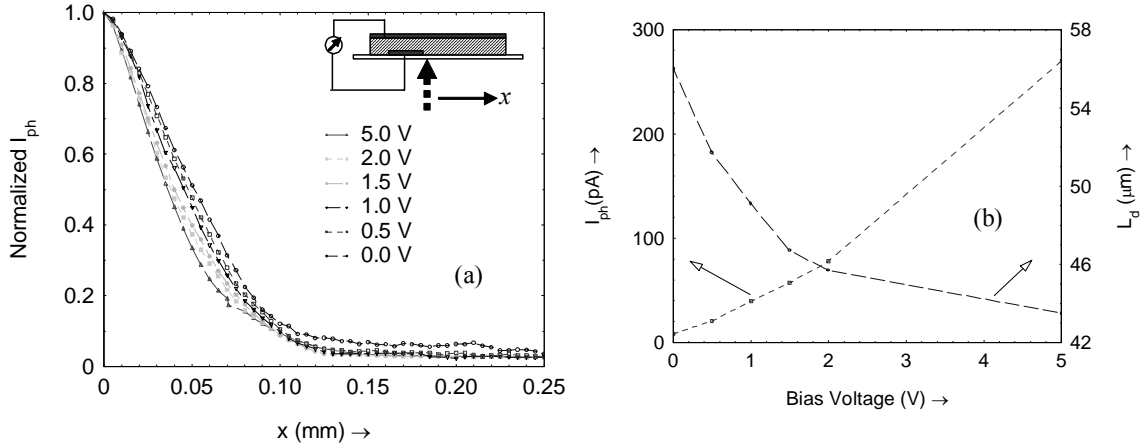 1.0
0.8
0.6
0.4
0.2
0
Normalized I_ph
0.00
0.05
0.10
0.15
0.20
0.25
x (mm) →
x
5.0 V
2.0 V
1.5 V
1.0 V
0.5 V
0.0 V
(a)
300
200
100
0
I_ph(pA) →
0
1
2
3
4
5
Bias Voltage (V) →
58
54
50
46
42
L_d (μm) →
(b)